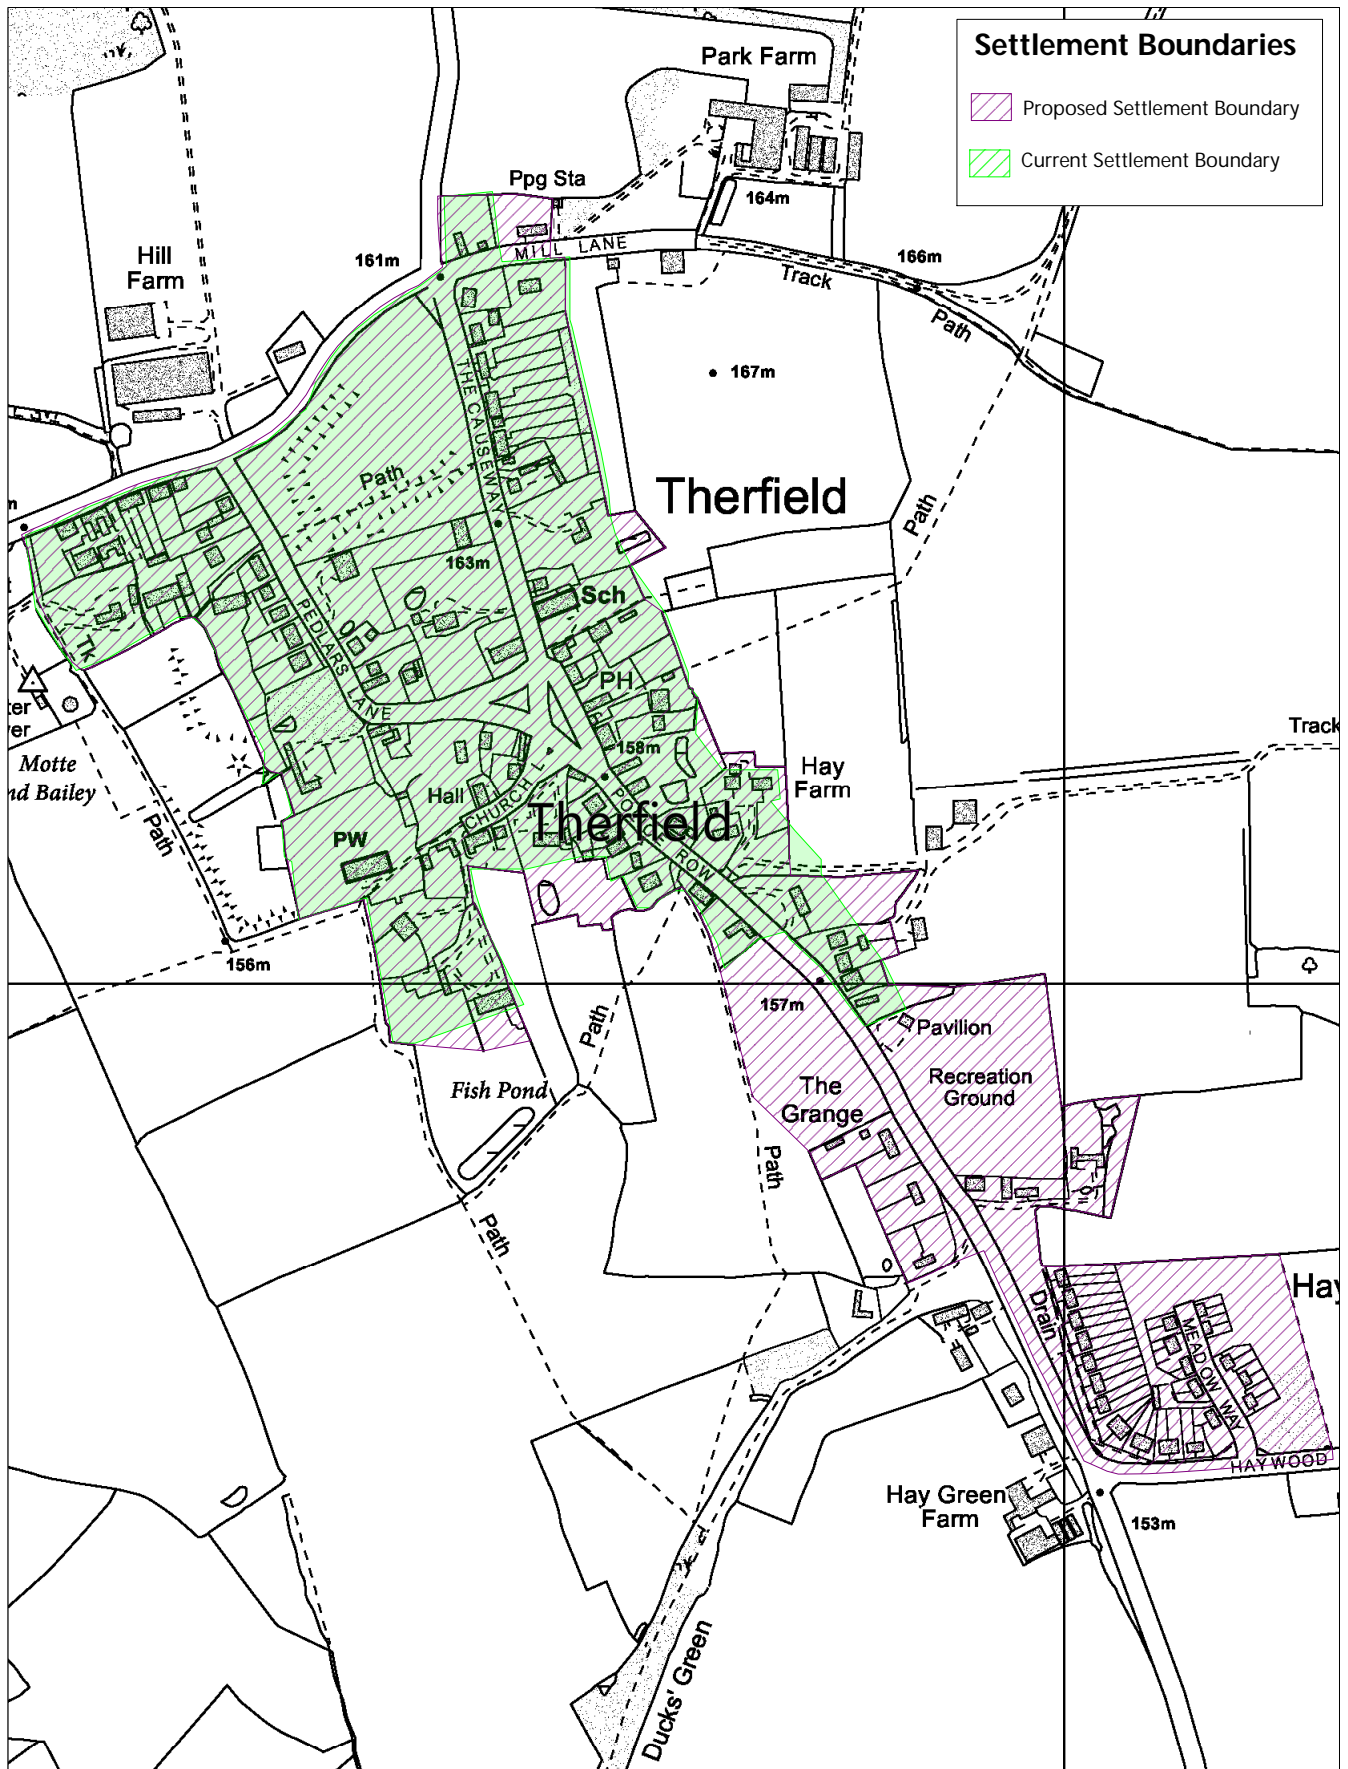 Settlement Boundaries
Proposed Settlement Boundary
Current Settlement Boundary
Park Farm
Ppg Sta
164m
MILL LANE
161m
Hill
Farm
166m
Track
Path
167m
THE CAUSEWAY
Path
Therfield
Path
163m
Sch
PEDLARS LANE
Tk
PH
158m
Track
Motte
nd Bailey
Hay
Farm
Hall
CHURCH L
Therfield
PO
ROW
PW
Path
156m
157m
Path
Pavilion
Fish Pond
The
Grange
Recreation
Ground
Path
Path
Drain
Hay
MEADOW WAY
HAYWOOD
Hay Green
Farm
153m
Ducks' Green